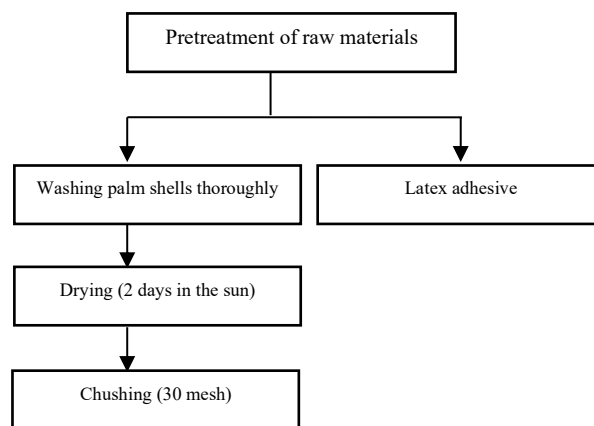 Pretreatment of raw materials
Washing palm shells thoroughly
Latex adhesive
Drying (2 days in the sun)
Chushing (30 mesh)